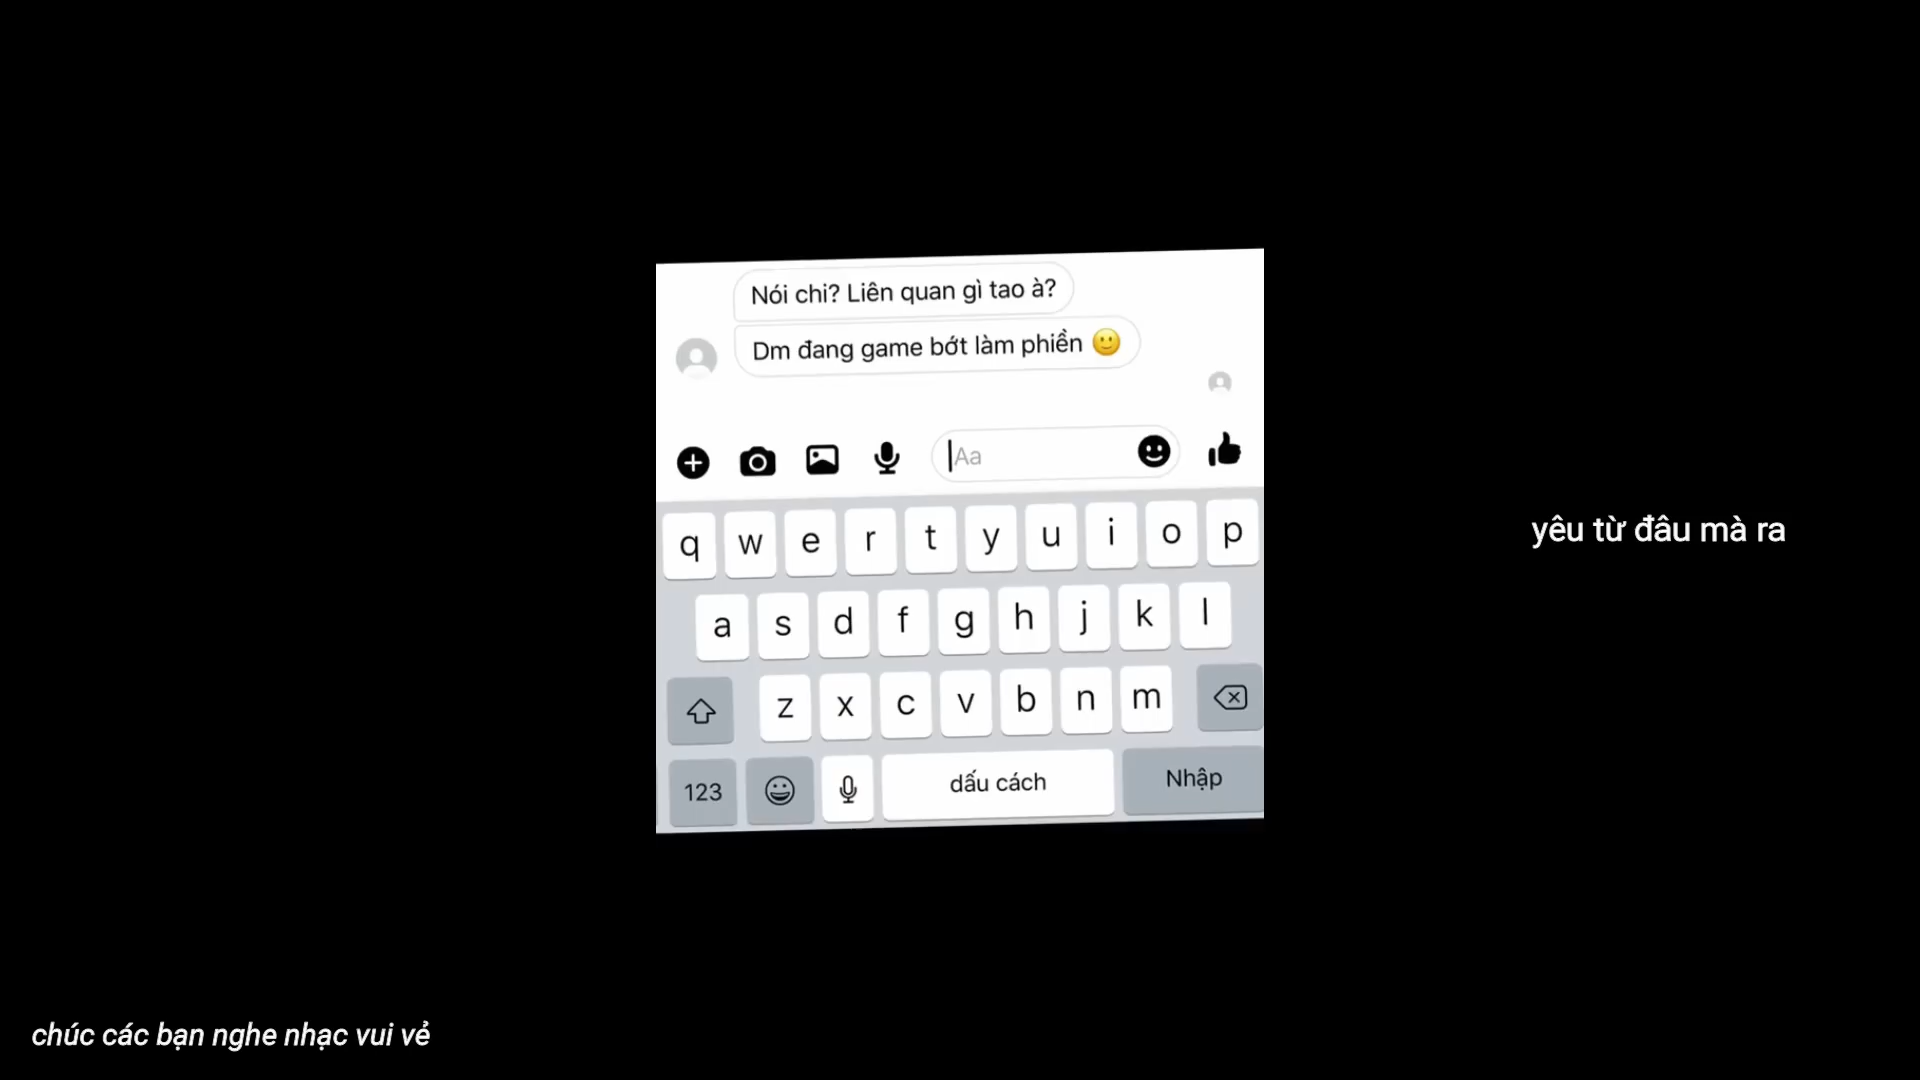 Nói chi? Liên quan gì tao à?
Dm đang game bớt làm phiền 🙂
Aa
q w e r t y u i o p
a s d f g h j k l
z x c v b n m
123 dấu cách Nhập
yêu từ đâu mà ra
chúc các bạn nghe nhạc vui vẻ